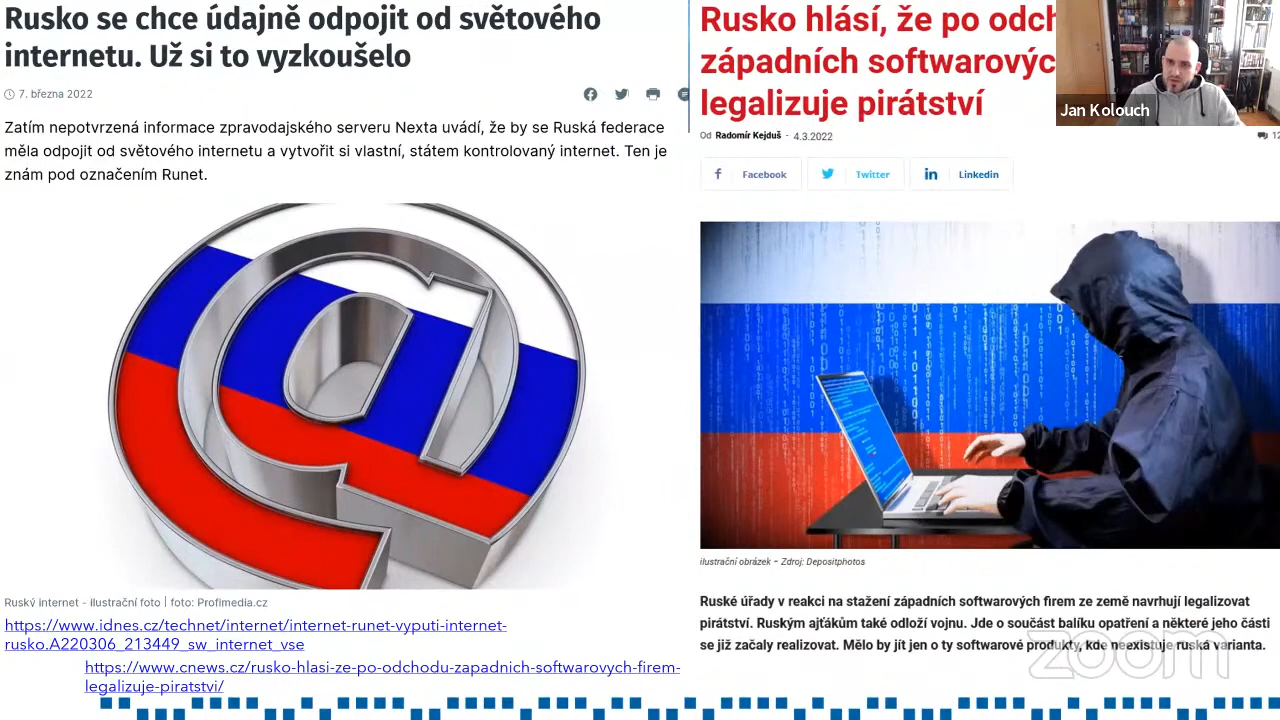 Rusko se chce údajně odpojit od světového
internetu. Už si to vyzkoušelo
7. března 2022
Zatím nepotvrzená informace zpravodajského serveru Nexta uvádí, že by se Ruská federace
měla odpojit od světového internetu a vytvořit si vlastní, státem kontrolovaný internet. Ten je
znám pod označením Runet.
Ruský internet - ilustrační foto | foto: Profimedia.cz
https://www.idnes.cz/technet/internet/internet-runet-vyputi-internet-
rusko.A220306_213449_sw_internet_vse
https://www.cnews.cz/rusko-hlasi-ze-po-odchodu-zapadnich-softwarovych-firem-
legalizuje-piratstvi/
Rusko hlásí, že po odch
západních softwarovýc
legalizuje pirátství
Od Radomír Kejduš - 4.3.2022
12
Facebook
Twitter
Linkedin
ilustrační obrázek – Zdroj: Depositphotos
Ruské úřady v reakci na stažení západních softwarových firem ze země navrhují legalizovat
pirátství. Ruským ajťákům také odloží vojnu. Jde o součást balíku opatření a některé jeho části
se již začaly realizovat. Mělo by jít jen o ty softwarové produkty, kde neexistuje ruská varianta.
Jan Kolouch
zoom